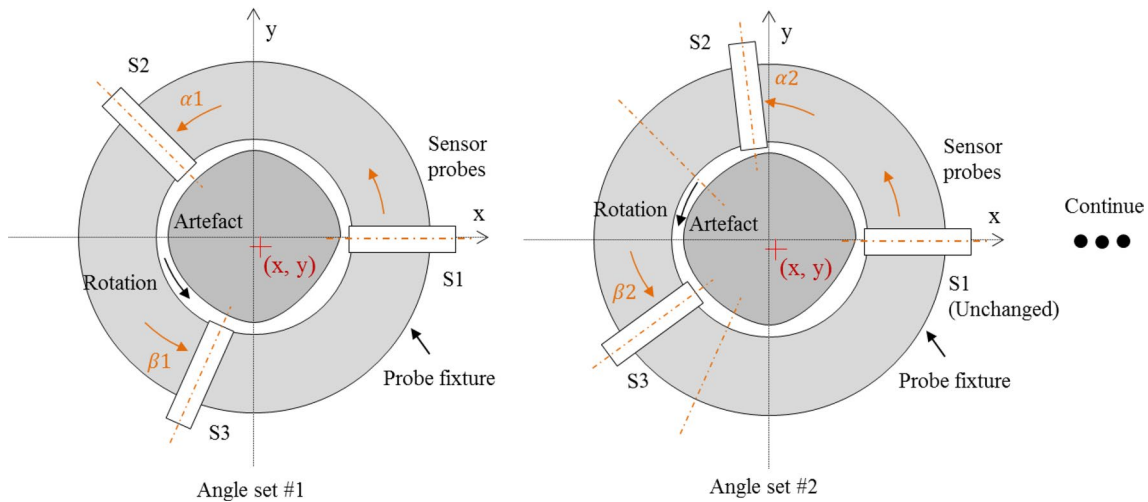 y
S2
α1
Sensor
probes
Artefact
x
(x, y)
S1
Rotation
β1
Probe fixture
S3
Angle set #1
y
S2
α2
Sensor
probes
Rotation
Artefact
x
(x, y)
β2
S1
(Unchanged)
S3
Probe fixture
Angle set #2
Continue